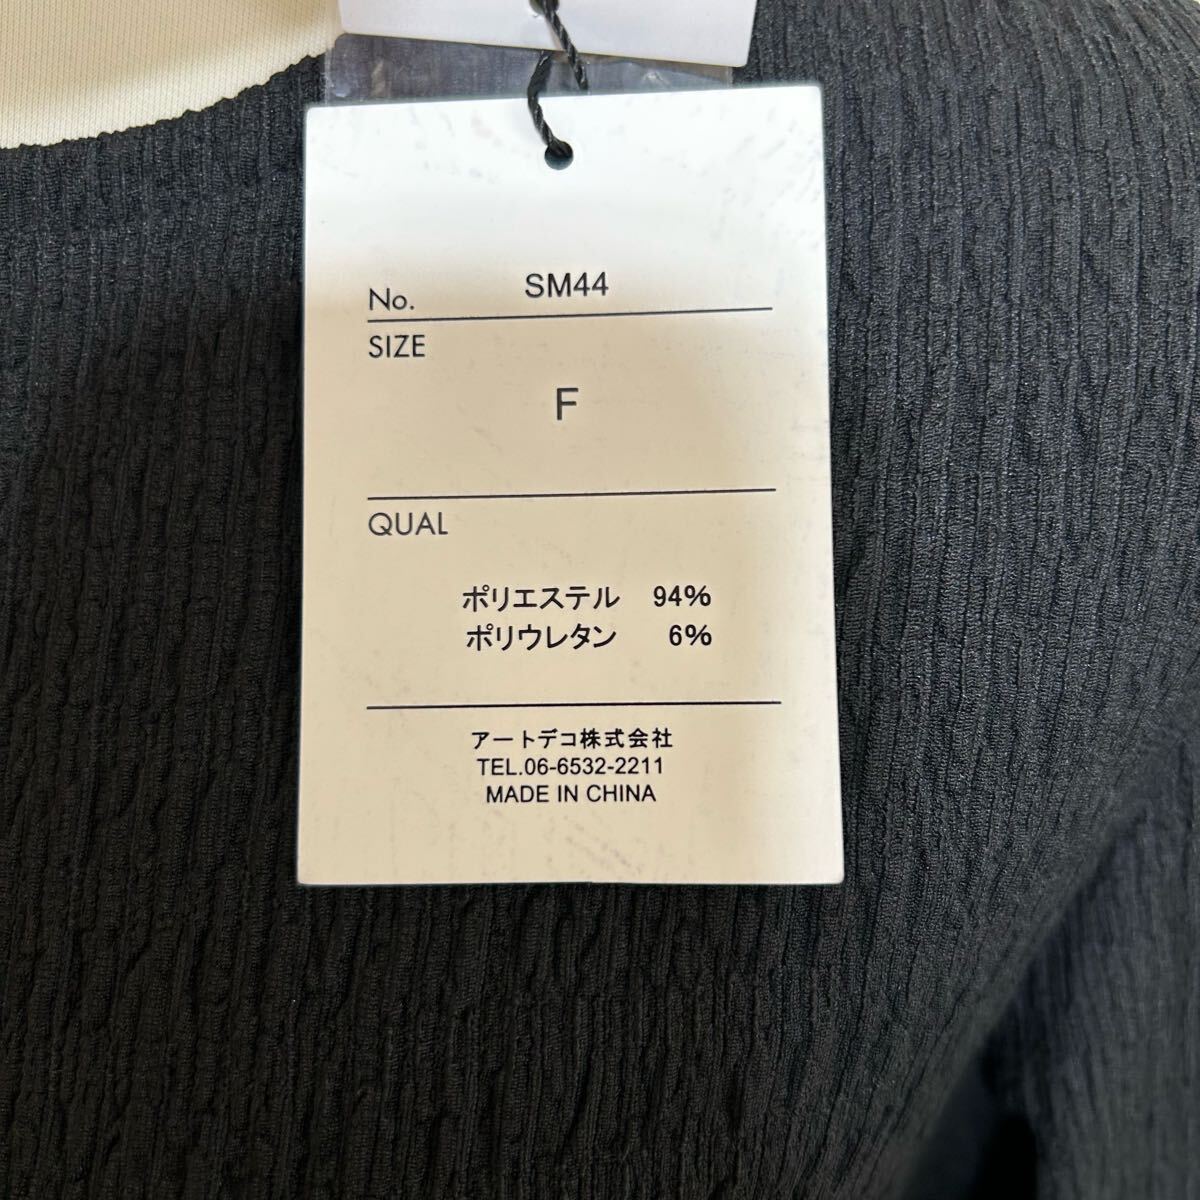 No. SM44
SIZE
F
QUAL
ポリエステル 94%
ポリウレタン 6%
アートデコ株式会社
TEL.06-6532-2211
MADE IN CHINA